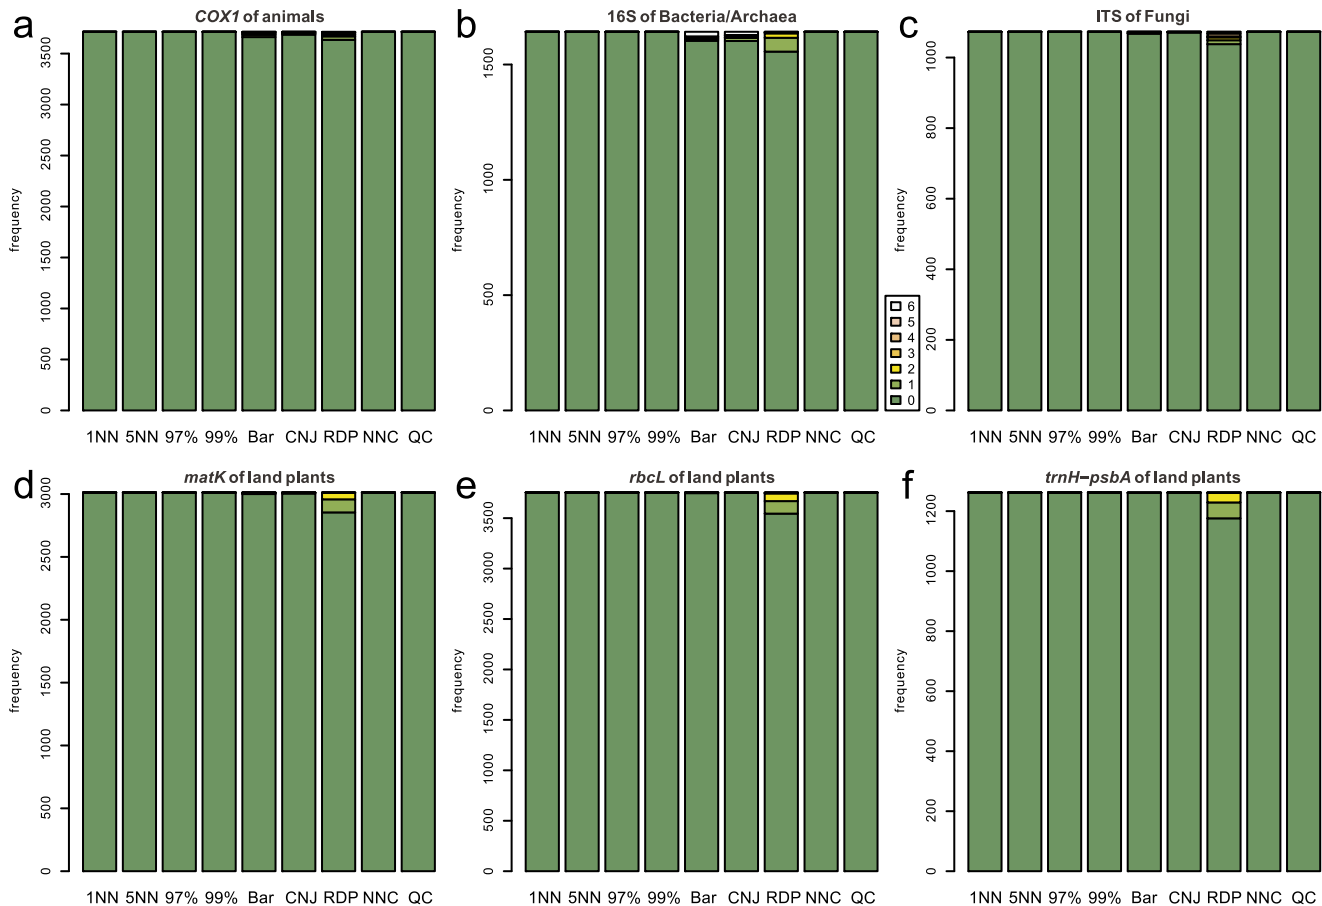 a
COX1 of animals
frequency
3500
3000
2500
2000
1500
1000
500
0
1NN 5NN 97% 99% Bar CNJ RDP NNC QC
b
16S of Bacteria/Archaea
frequency
1500
1000
500
0
1NN 5NN 97% 99% Bar CNJ RDP NNC QC
6
5
4
3
2
1
0
c
ITS of Fungi
frequency
1000
800
600
400
200
0
1NN 5NN 97% 99% Bar CNJ RDP NNC QC
d
matK of land plants
frequency
3000
2500
2000
1500
1000
500
0
1NN 5NN 97% 99% Bar CNJ RDP NNC QC
e
rbcL of land plants
frequency
3500
3000
2500
2000
1500
1000
500
0
1NN 5NN 97% 99% Bar CNJ RDP NNC QC
f
trnH−psbA of land plants
frequency
1200
1000
800
600
400
200
0
1NN 5NN 97% 99% Bar CNJ RDP NNC QC